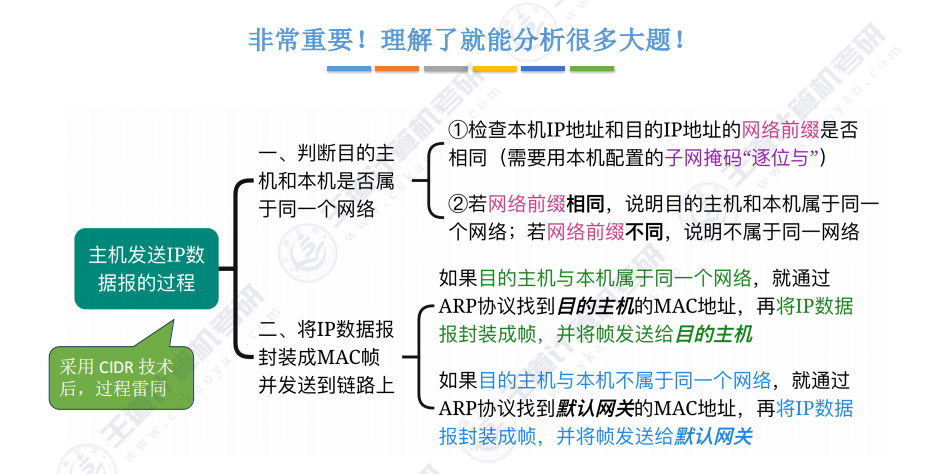 非常重要！理解了就能分析很多大题！
①检查本机IP地址和目的IP地址的网络前缀是否
相同（需要用本机配置的子网掩码“逐位与”）
一、判断目的主
机和本机是否属
于同一个网络
②若网络前缀相同，说明目的主机和本机属于同一
个网络；若网络前缀不同，说明不属于同一网络
主机发送IP数
据报的过程
如果目的主机与本机属于同一个网络，就通过
ARP协议找到目的主机的MAC地址，再将IP数据
报封装成帧，并将帧发送给目的主机
二、将IP数据报
封装成MAC帧
并发送到链路上
采用 CIDR 技术
后，过程雷同
如果目的主机与本机不属于同一个网络，就通过
ARP协议找到默认网关的MAC地址，再将IP数据
报封装成帧，并将帧发送给默认网关